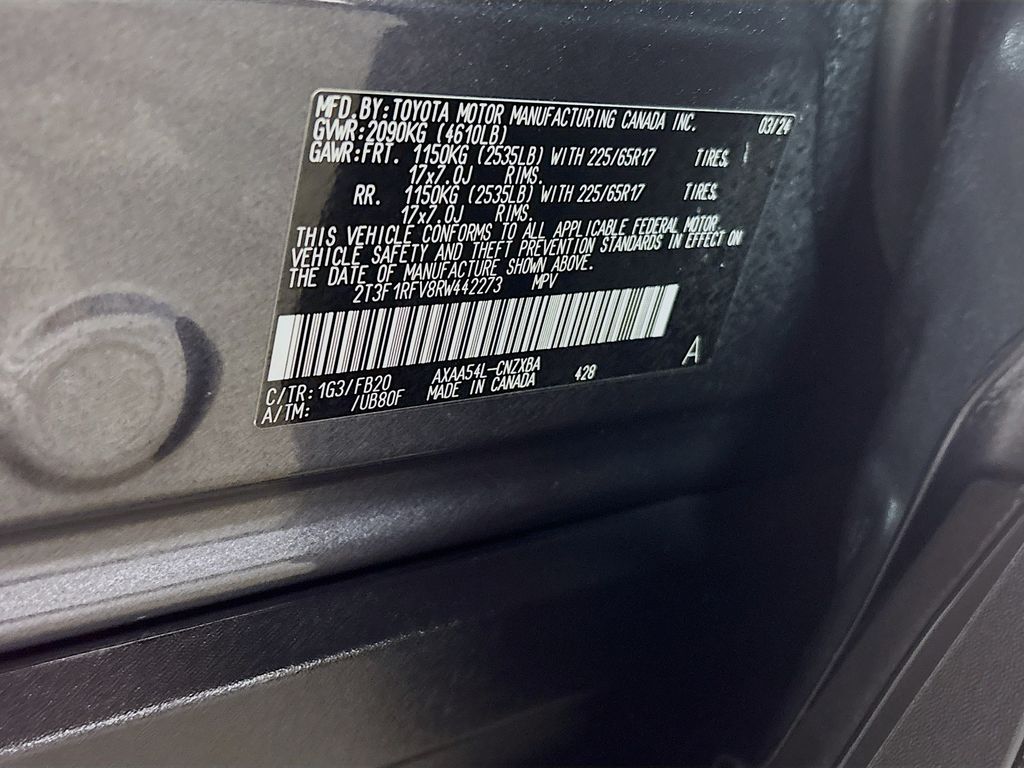 MFD.BY:TOYOTA MOTOR MANUFACTURING CANADA INC. 03/24
GVWR:2090KG (4610LB)
GAWR:FRT. 1150KG (2535LB) WITH 225/65R17 TIRES,
17x7.0J RIMS,
RR. 1150KG (2535LB) WITH 225/65R17 TIRES,
17x7.0J RIMS.
THIS VEHICLE CONFORMS TO ALL APPLICABLE FEDERAL MOTOR
VEHICLE SAFETY AND THEFT PREVENTION STANDARDS IN EFFECT ON
THE DATE OF MANUFACTURE SHOWN ABOVE.
2T3F1RFV8RW442273 MPV
A
C/TR:1G3/FB20 AXAA54L-CNZXBA 428
A/TM: /UB80F MADE IN CANADA